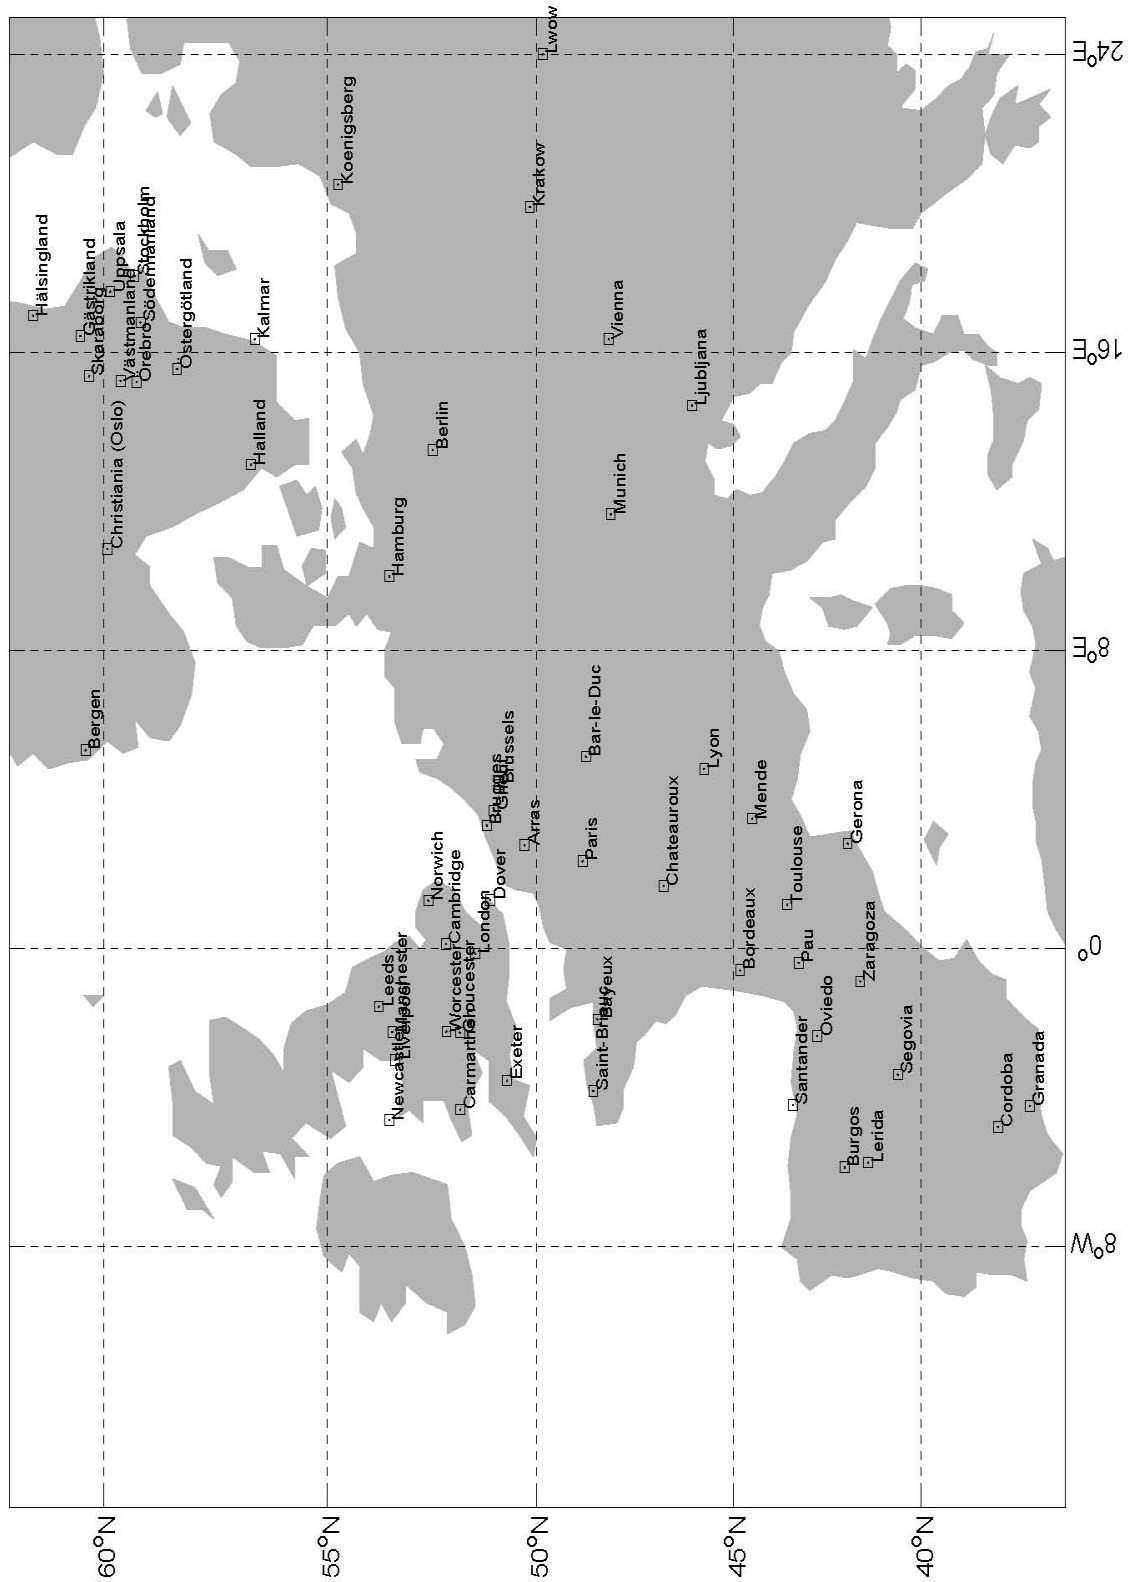 Hälsingland
Gästrikland
Skaraborg
Uppsala
Västmanland
Stockholm
Södermanland
Örebro
Östergötland
Kalmar
Halland
Christiania (Oslo)
Bergen
Koenigsberg
Lwow
Krakow
Vienna
Ljubljana
Berlin
Munich
Hamburg
Bar-le-Duc
Brussels
Ghent
Brugges
Arras
Lyon
Mende
Chateauroux
Paris
Gerona
Toulouse
Norwich
Cambridge
Dover
London
Bordeaux
Pau
Zaragoza
Leeds
Manchester
Liverpool
Newcastle
Worcester
Gloucester
Carmarthen
Exeter
Bayeux
Saint-Brieuc
Oviedo
Santander
Segovia
Burgos
Lerida
Cordoba
Granada
24°E
16°E
8°E
0°
8°W
60°N
55°N
50°N
45°N
40°N